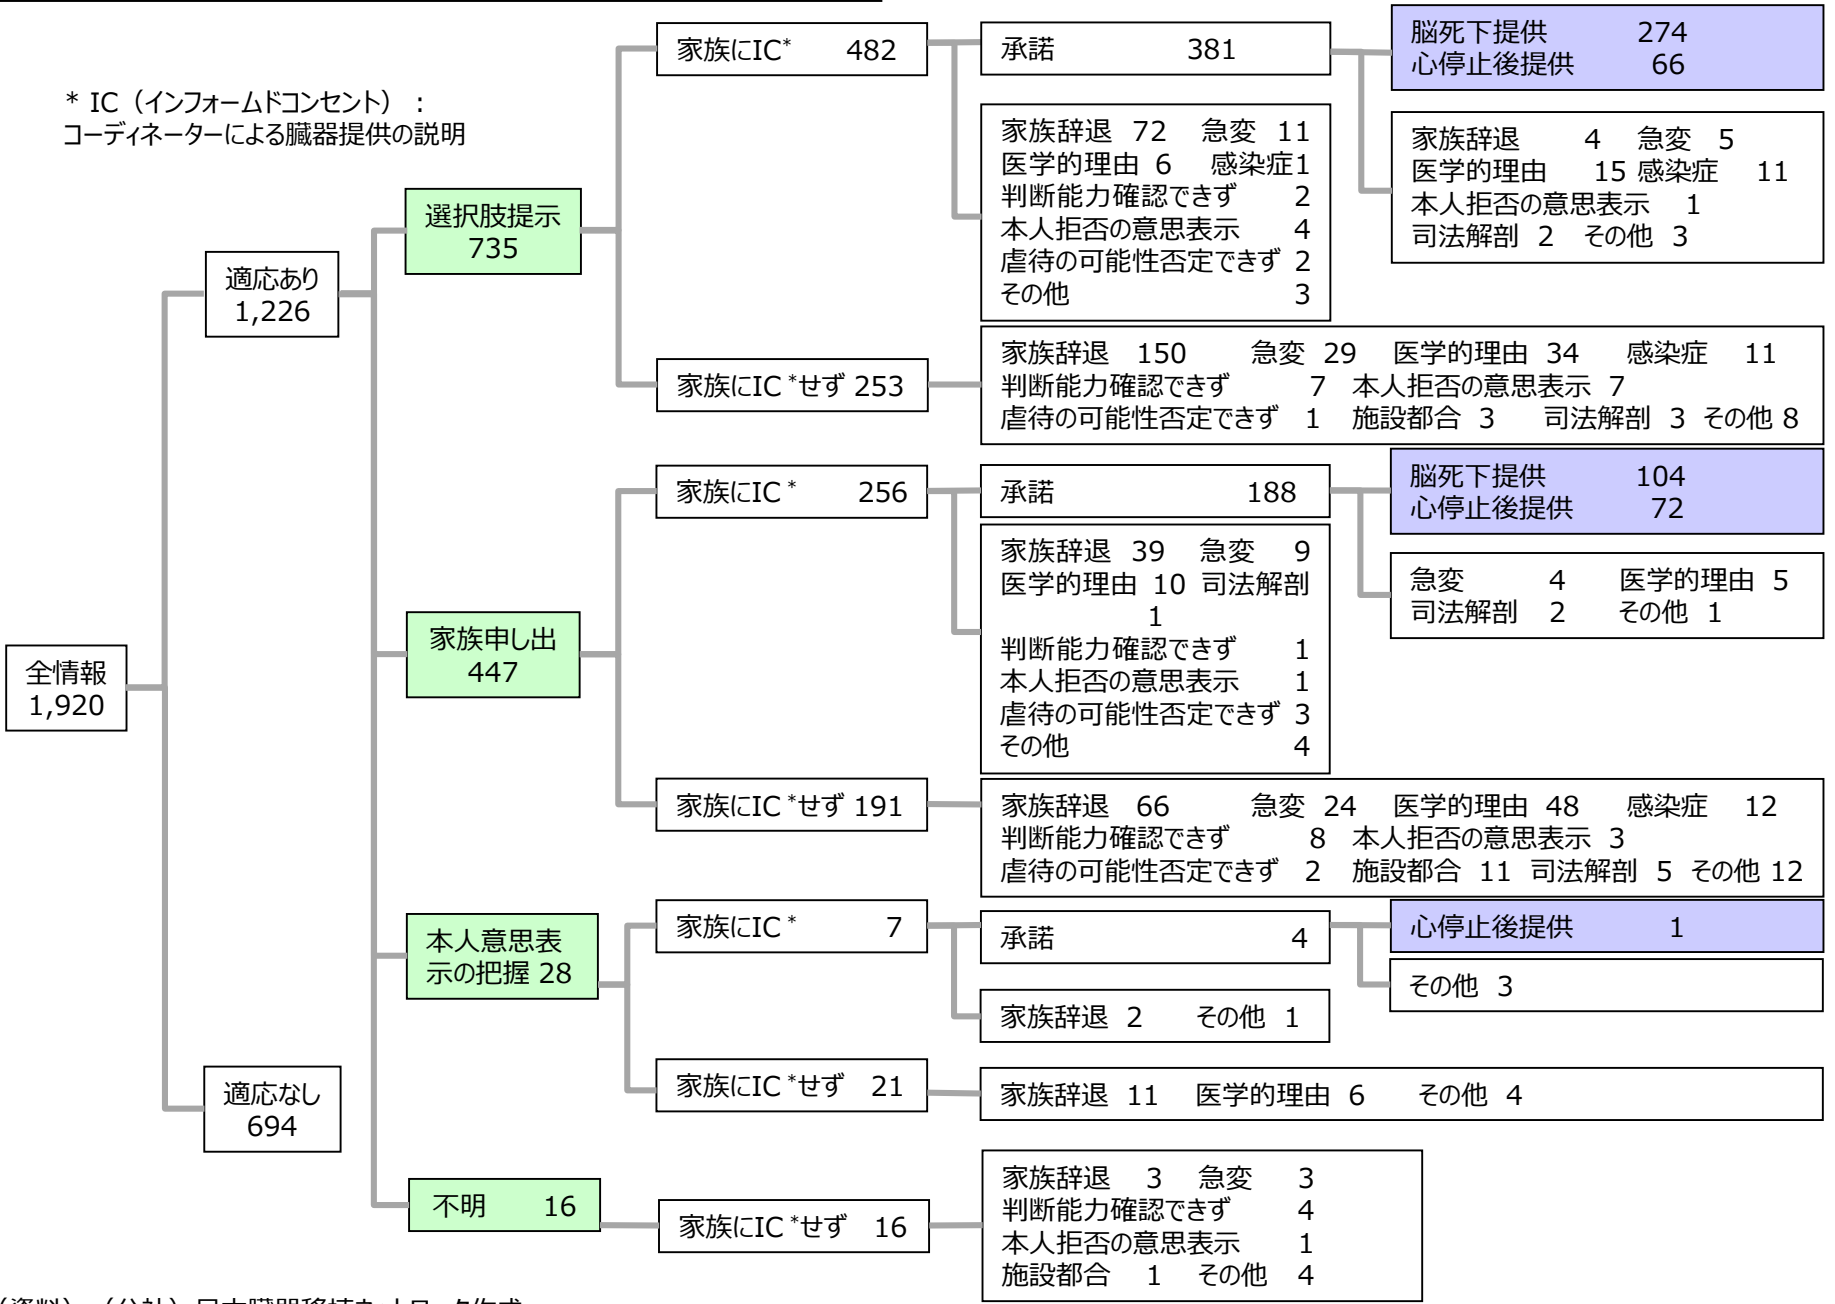 * IC（インフォームドコンセント）：
コーディネーターによる臓器提供の説明
全情報
1,920
適応あり
1,226
適応なし
694
選択肢提示
735
家族にIC* 482
承諾 381
脳死下提供 274
心停止後提供 66
家族辞退 4 急変 5
医学的理由 15 感染症 11
本人拒否の意思表示 1
司法解剖 2 その他 3
家族辞退 72 急変 11
医学的理由 6 感染症1
判断能力確認できず 2
本人拒否の意思表示 4
虐待の可能性否定できず 2
その他 3
家族にIC*せず 253
家族辞退 150 急変 29 医学的理由 34 感染症 11
判断能力確認できず 7 本人拒否の意思表示 7
虐待の可能性否定できず 1 施設都合 3 司法解剖 3 その他 8
家族申し出
447
家族にIC* 256
承諾 188
脳死下提供 104
心停止後提供 72
急変 4 医学的理由 5
司法解剖 2 その他 1
家族辞退 39 急変 9
医学的理由 10 司法解剖
1
判断能力確認できず 1
本人拒否の意思表示 1
虐待の可能性否定できず 3
その他 4
家族にIC*せず 191
家族辞退 66 急変 24 医学的理由 48 感染症 12
判断能力確認できず 8 本人拒否の意思表示 3
虐待の可能性否定できず 2 施設都合 11 司法解剖 5 その他 12
本人意思表
示の把握 28
家族にIC* 7
承諾 4
心停止後提供 1
その他 3
家族辞退 2 その他 1
家族にIC*せず 21
家族辞退 11 医学的理由 6 その他 4
不明 16
家族にIC*せず 16
家族辞退 3 急変 3
判断能力確認できず 4
本人拒否の意思表示 1
施設都合 1 その他 4